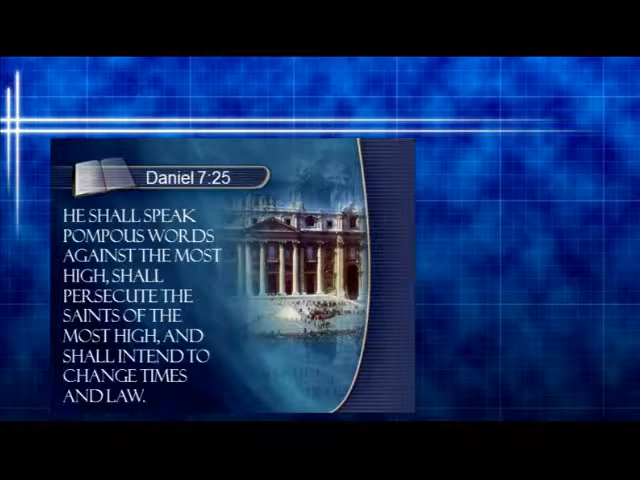 Daniel 7:25
HE SHALL SPEAK
POMPOUS WORDS
AGAINST THE MOST
HIGH, SHALL
PERSECUTE THE
SAINTS OF THE
MOST HIGH, AND
SHALL INTEND TO
CHANGE TIMES
AND LAW.